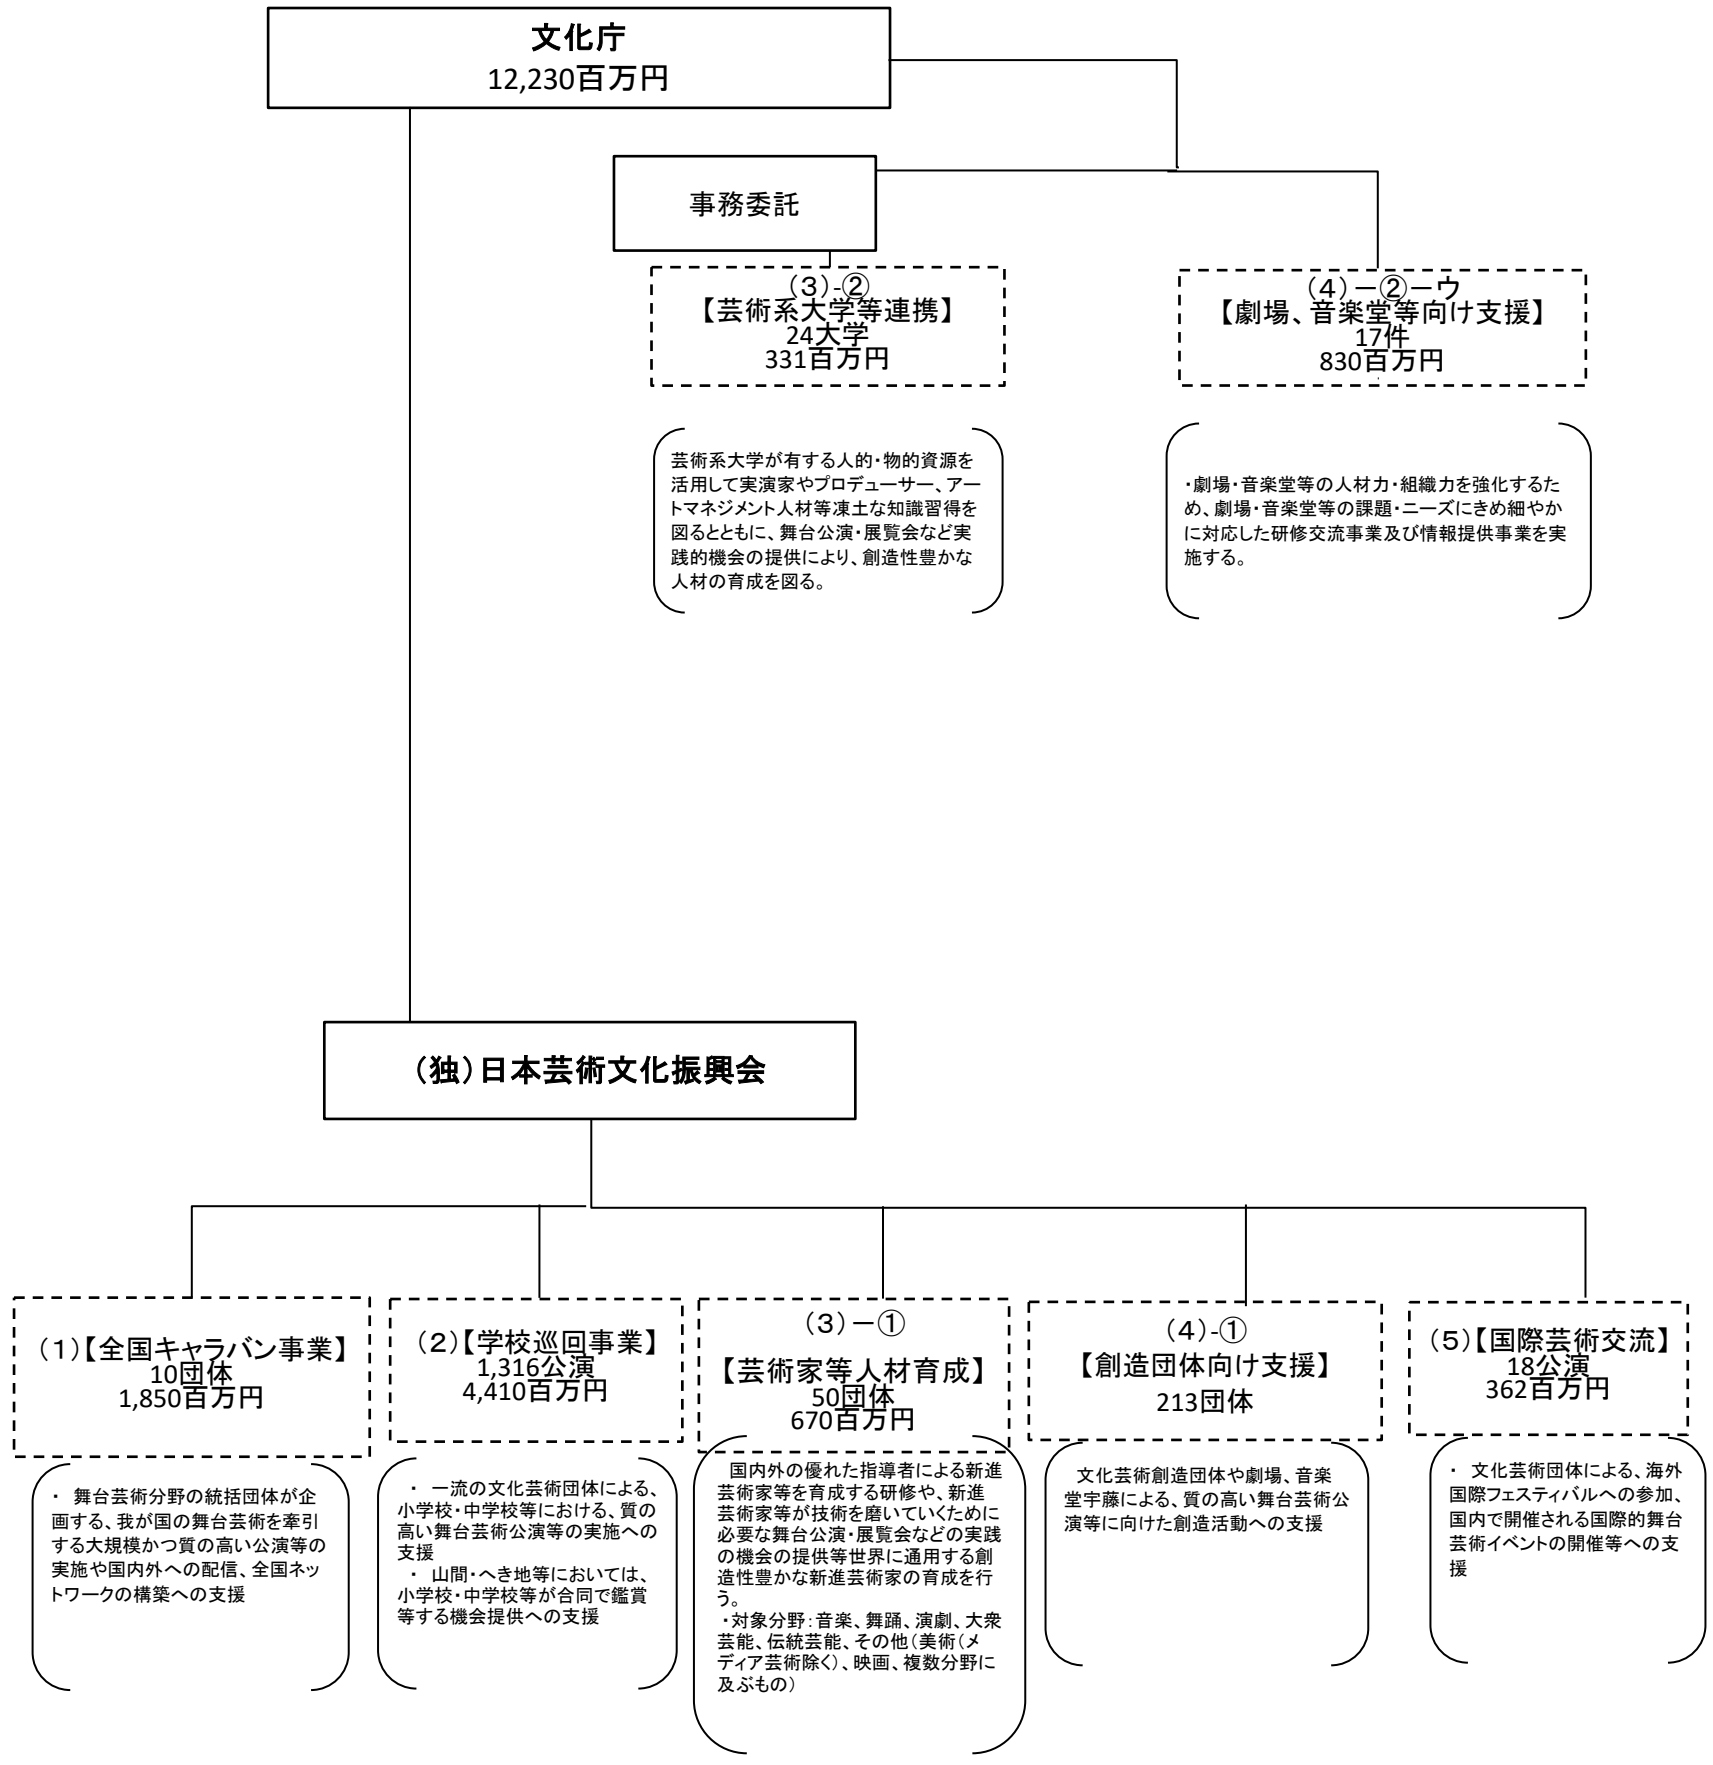 文化庁
12,230百万円
事務委託
(3)-②
【芸術系大学等連携】
24大学
331百万円
(4)－②－ウ
【劇場、音楽堂等向け支援】
17件
830百万円
芸術系大学が有する人的・物的資源を
活用して実演家やプロデューサー、アー
トマネジメント人材等凍土な知識習得を
図るとともに、舞台公演・展覧会など実
践的機会の提供により、創造性豊かな
人材の育成を図る。
・劇場・音楽堂等の人材力・組織力を強化するた
め、劇場・音楽堂等の課題・ニーズにきめ細やか
に対応した研修交流事業及び情報提供事業を実
施する。
（独）日本芸術文化振興会
（1）【全国キャラバン事業】
10団体
1,850百万円
（2）【学校巡回事業】
1,316公演
4,410百万円
（3）－①
【芸術家等人材育成】
50団体
670百万円
（4）-①
【創造団体向け支援】
213団体
（5）【国際芸術交流】
18公演
362百万円
・ 舞台芸術分野の統括団体が企
画する、我が国の舞台芸術を牽引
する大規模かつ質の高い公演等の
実施や国内外への配信、全国ネッ
トワークの構築への支援
・ 一流の文化芸術団体による、
小学校・中学校等における、質の
高い舞台芸術公演等の実施への
支援
・ 山間・へき地等においては、
小学校・中学校等が合同で鑑賞
等する機会提供への支援
国内外の優れた指導者による新進
芸術家等を育成する研修や、新進
芸術家等が技術を磨いていくために
必要な舞台公演・展覧会などの実践
の機会の提供等世界に通用する創
造性豊かな新進芸術家の育成を行
う。
・対象分野：音楽、舞踊、演劇、大衆
芸能、伝統芸能、その他（美術（メ
ディア芸術除く）、映画、複数分野に
及ぶもの）
文化芸術創造団体や劇場、音楽
堂宇藤による、質の高い舞台芸術公
演等に向けた創造活動への支援
・ 文化芸術団体による、海外
国際フェスティバルへの参加、
国内で開催される国際的舞台
芸術イベントの開催等への支
援